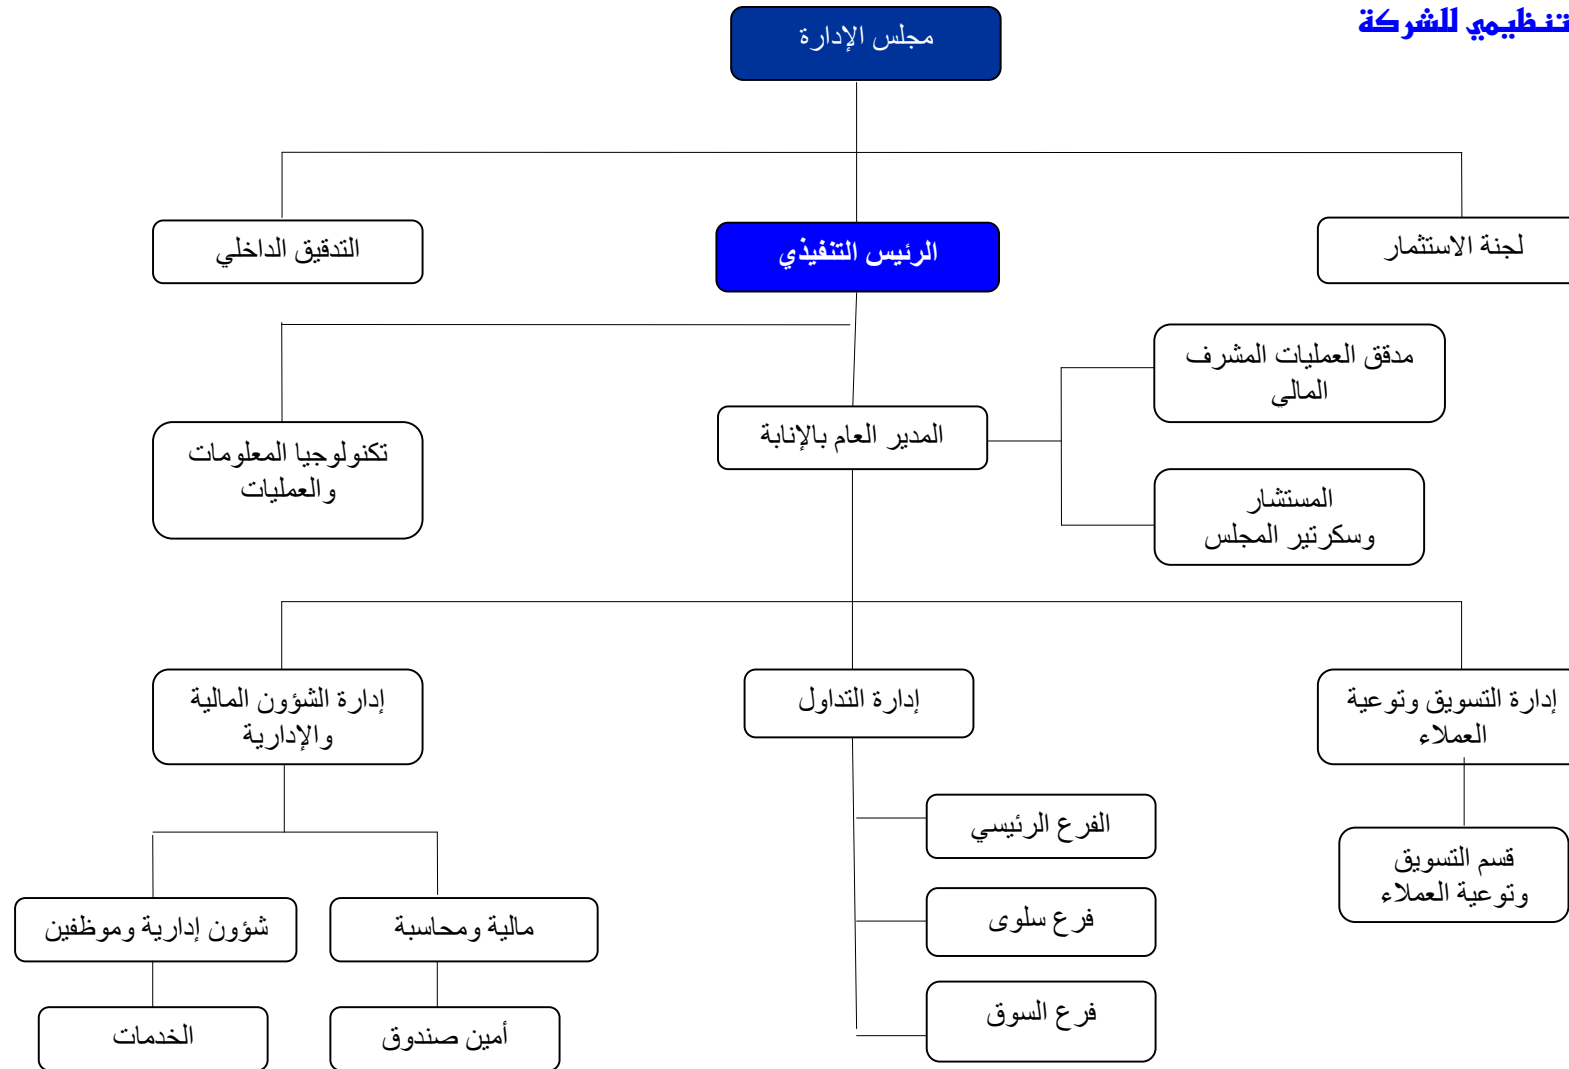 تنظيمي للشركة
مجلس الإدارة
لجنة الاستثمار
الرئيس التنفيذي
التدقيق الداخلي
مدقق العمليات المشرف
المالي
المدير العام بالإنابة
تكنولوجيا المعلومات
والعمليات
المستشار
وسكرتير المجلس
إدارة التسويق وتوعية
العملاء
إدارة التداول
إدارة الشؤون المالية
والإدارية
قسم التسويق
وتوعية العملاء
الفرع الرئيسي
فرع سلوى
فرع السوق
مالية ومحاسبة
شؤون إدارية وموظفين
أمين صندوق
الخدمات